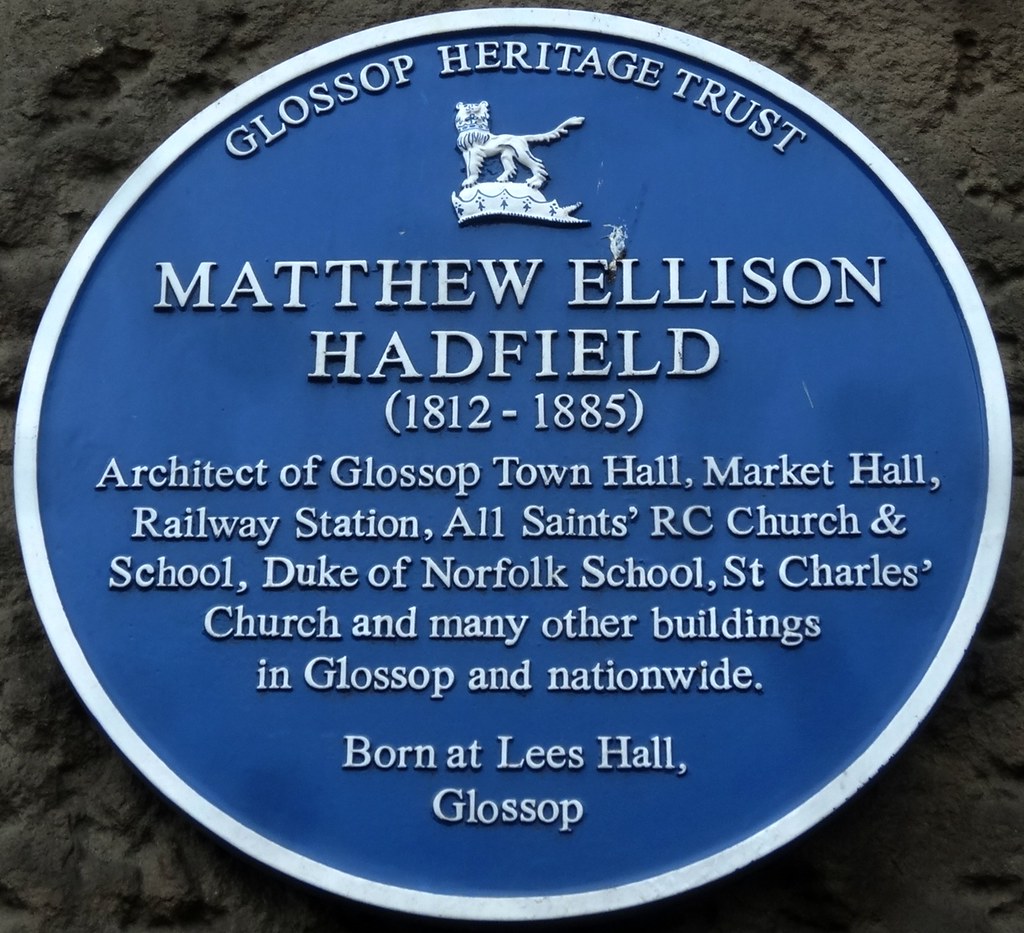 GLOSSOP HERITAGE TRUST
MATTHEW ELLISON
HADFIELD
(1812 - 1885)
Architect of Glossop Town Hall, Market Hall,
Railway Station, All Saints' RC Church &
School, Duke of Norfolk School, St Charles'
Church and many other buildings
in Glossop and nationwide.
Born at Lees Hall,
Glossop